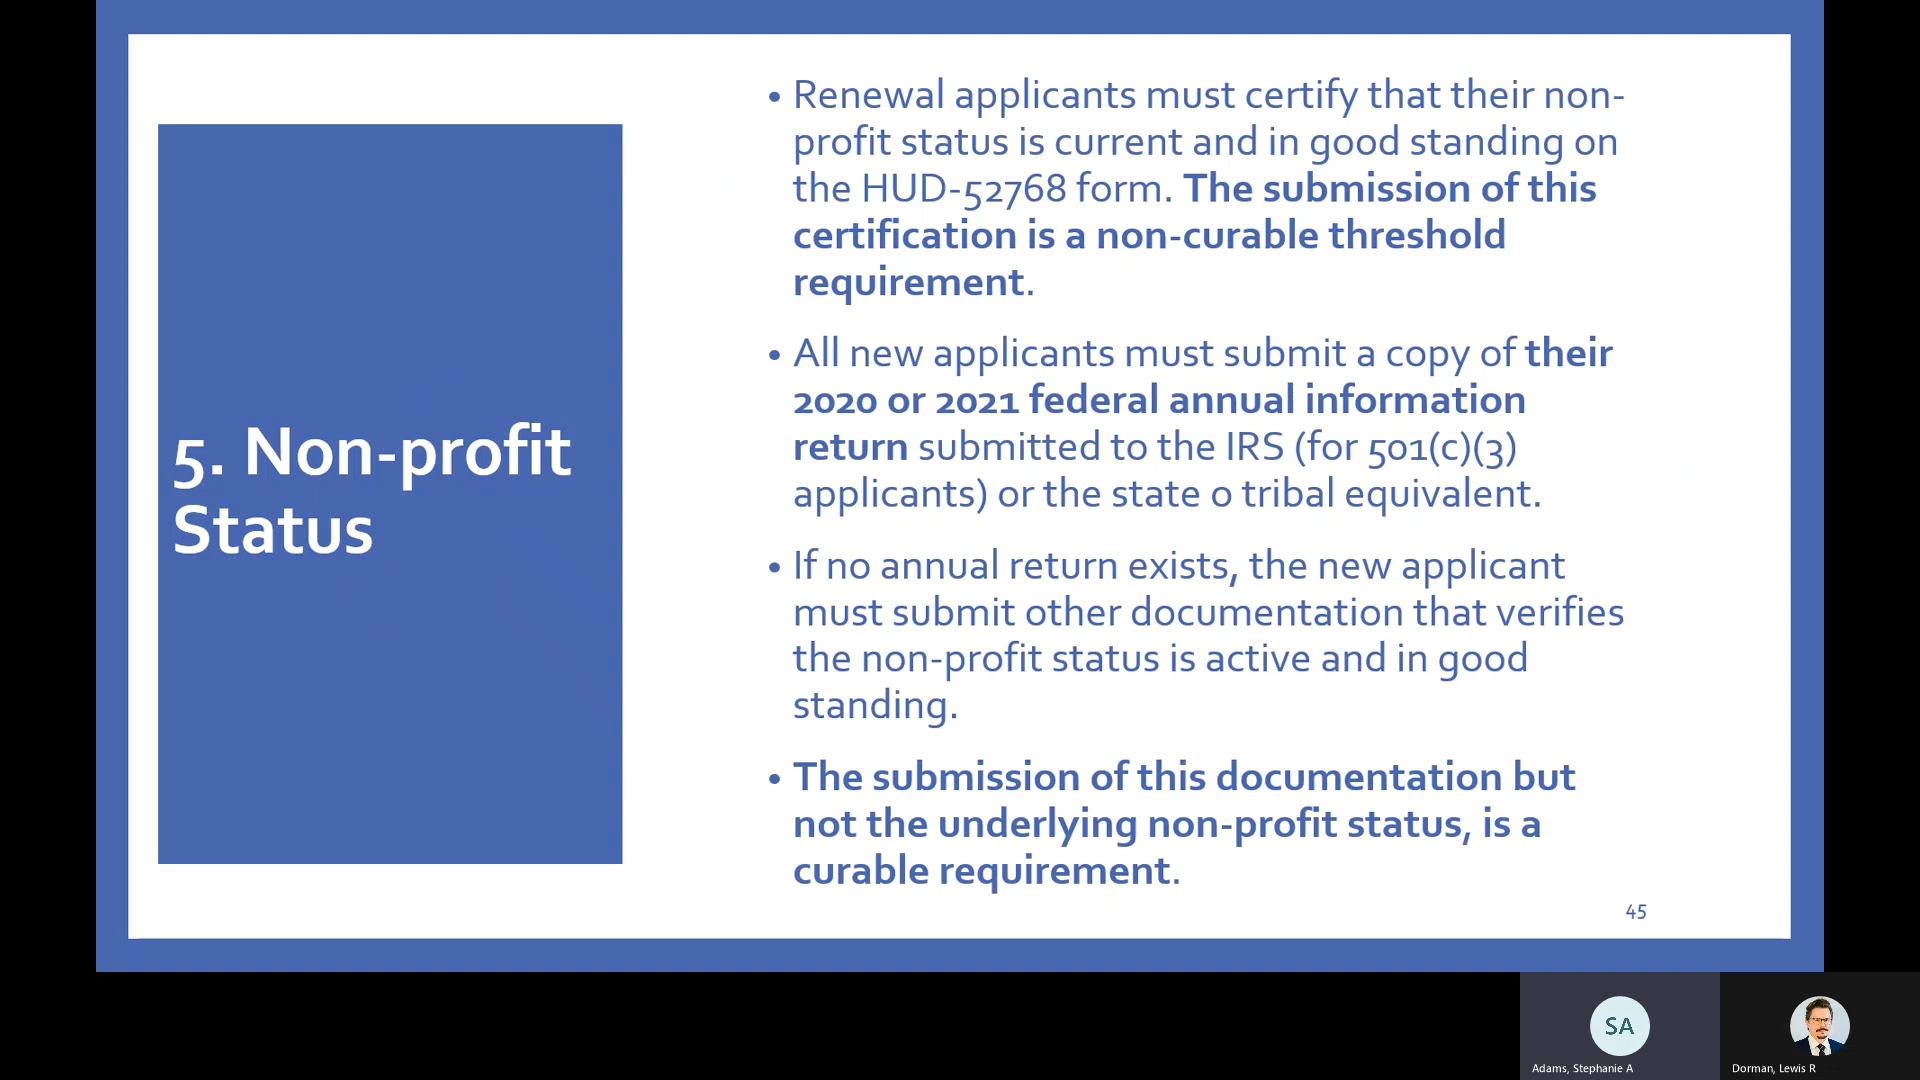 5. Non-profit
Status
• Renewal applicants must certify that their non-
profit status is current and in good standing on
the HUD-52768 form. The submission of this
certification is a non-curable threshold
requirement.
• All new applicants must submit a copy of their
2020 or 2021 federal annual information
return submitted to the IRS (for 501(c)(3)
applicants) or the state o tribal equivalent.
• If no annual return exists, the new applicant
must submit other documentation that verifies
the non-profit status is active and in good
standing.
• The submission of this documentation but
not the underlying non-profit status, is a
curable requirement.
45
SA
Adams, Stephanie A
Dorman, Lewis R